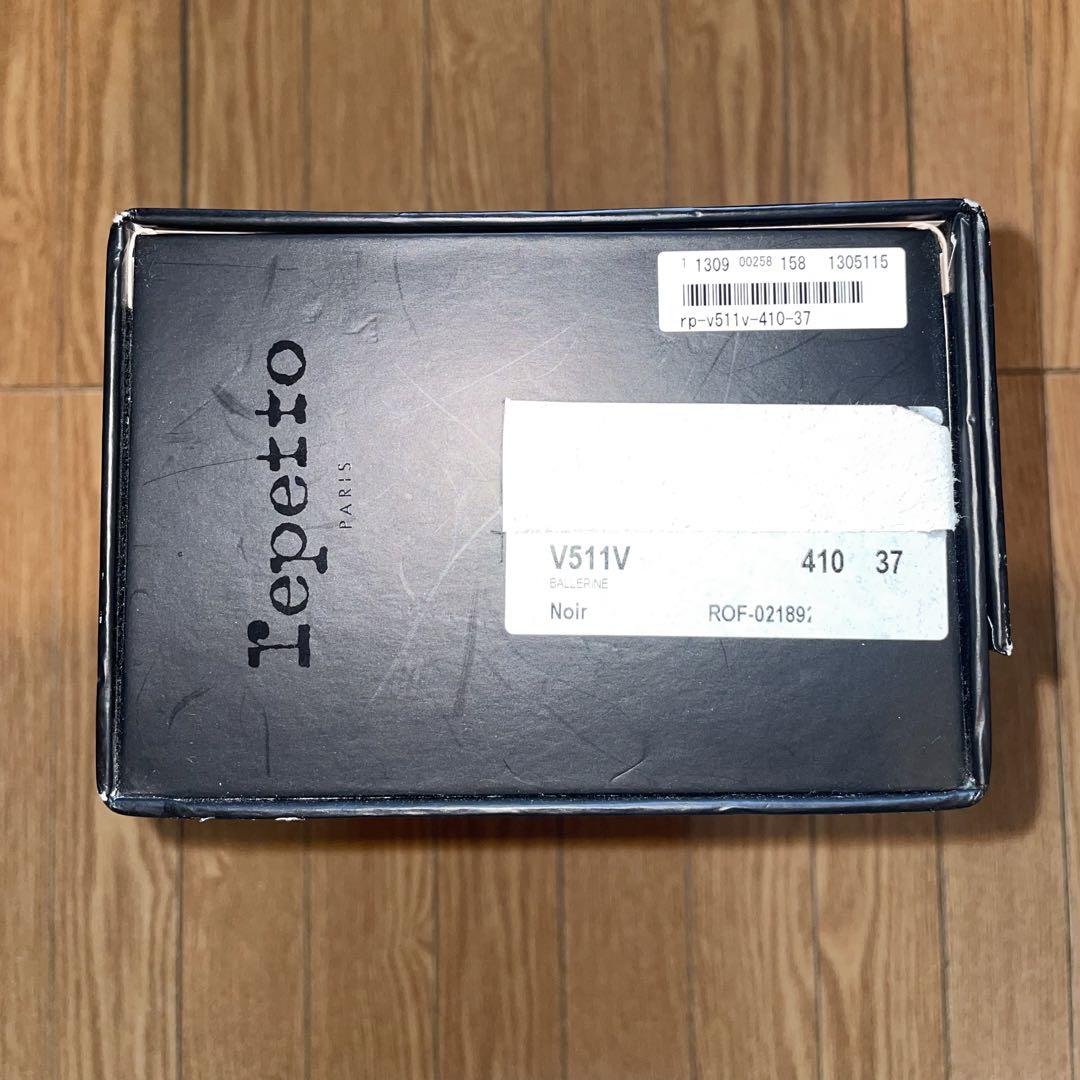 1 1309 00258 158 1305115
rp-v511v-410-37
repetto
PARIS
V511V 410 37
BALLERINE
Noir ROF-021892